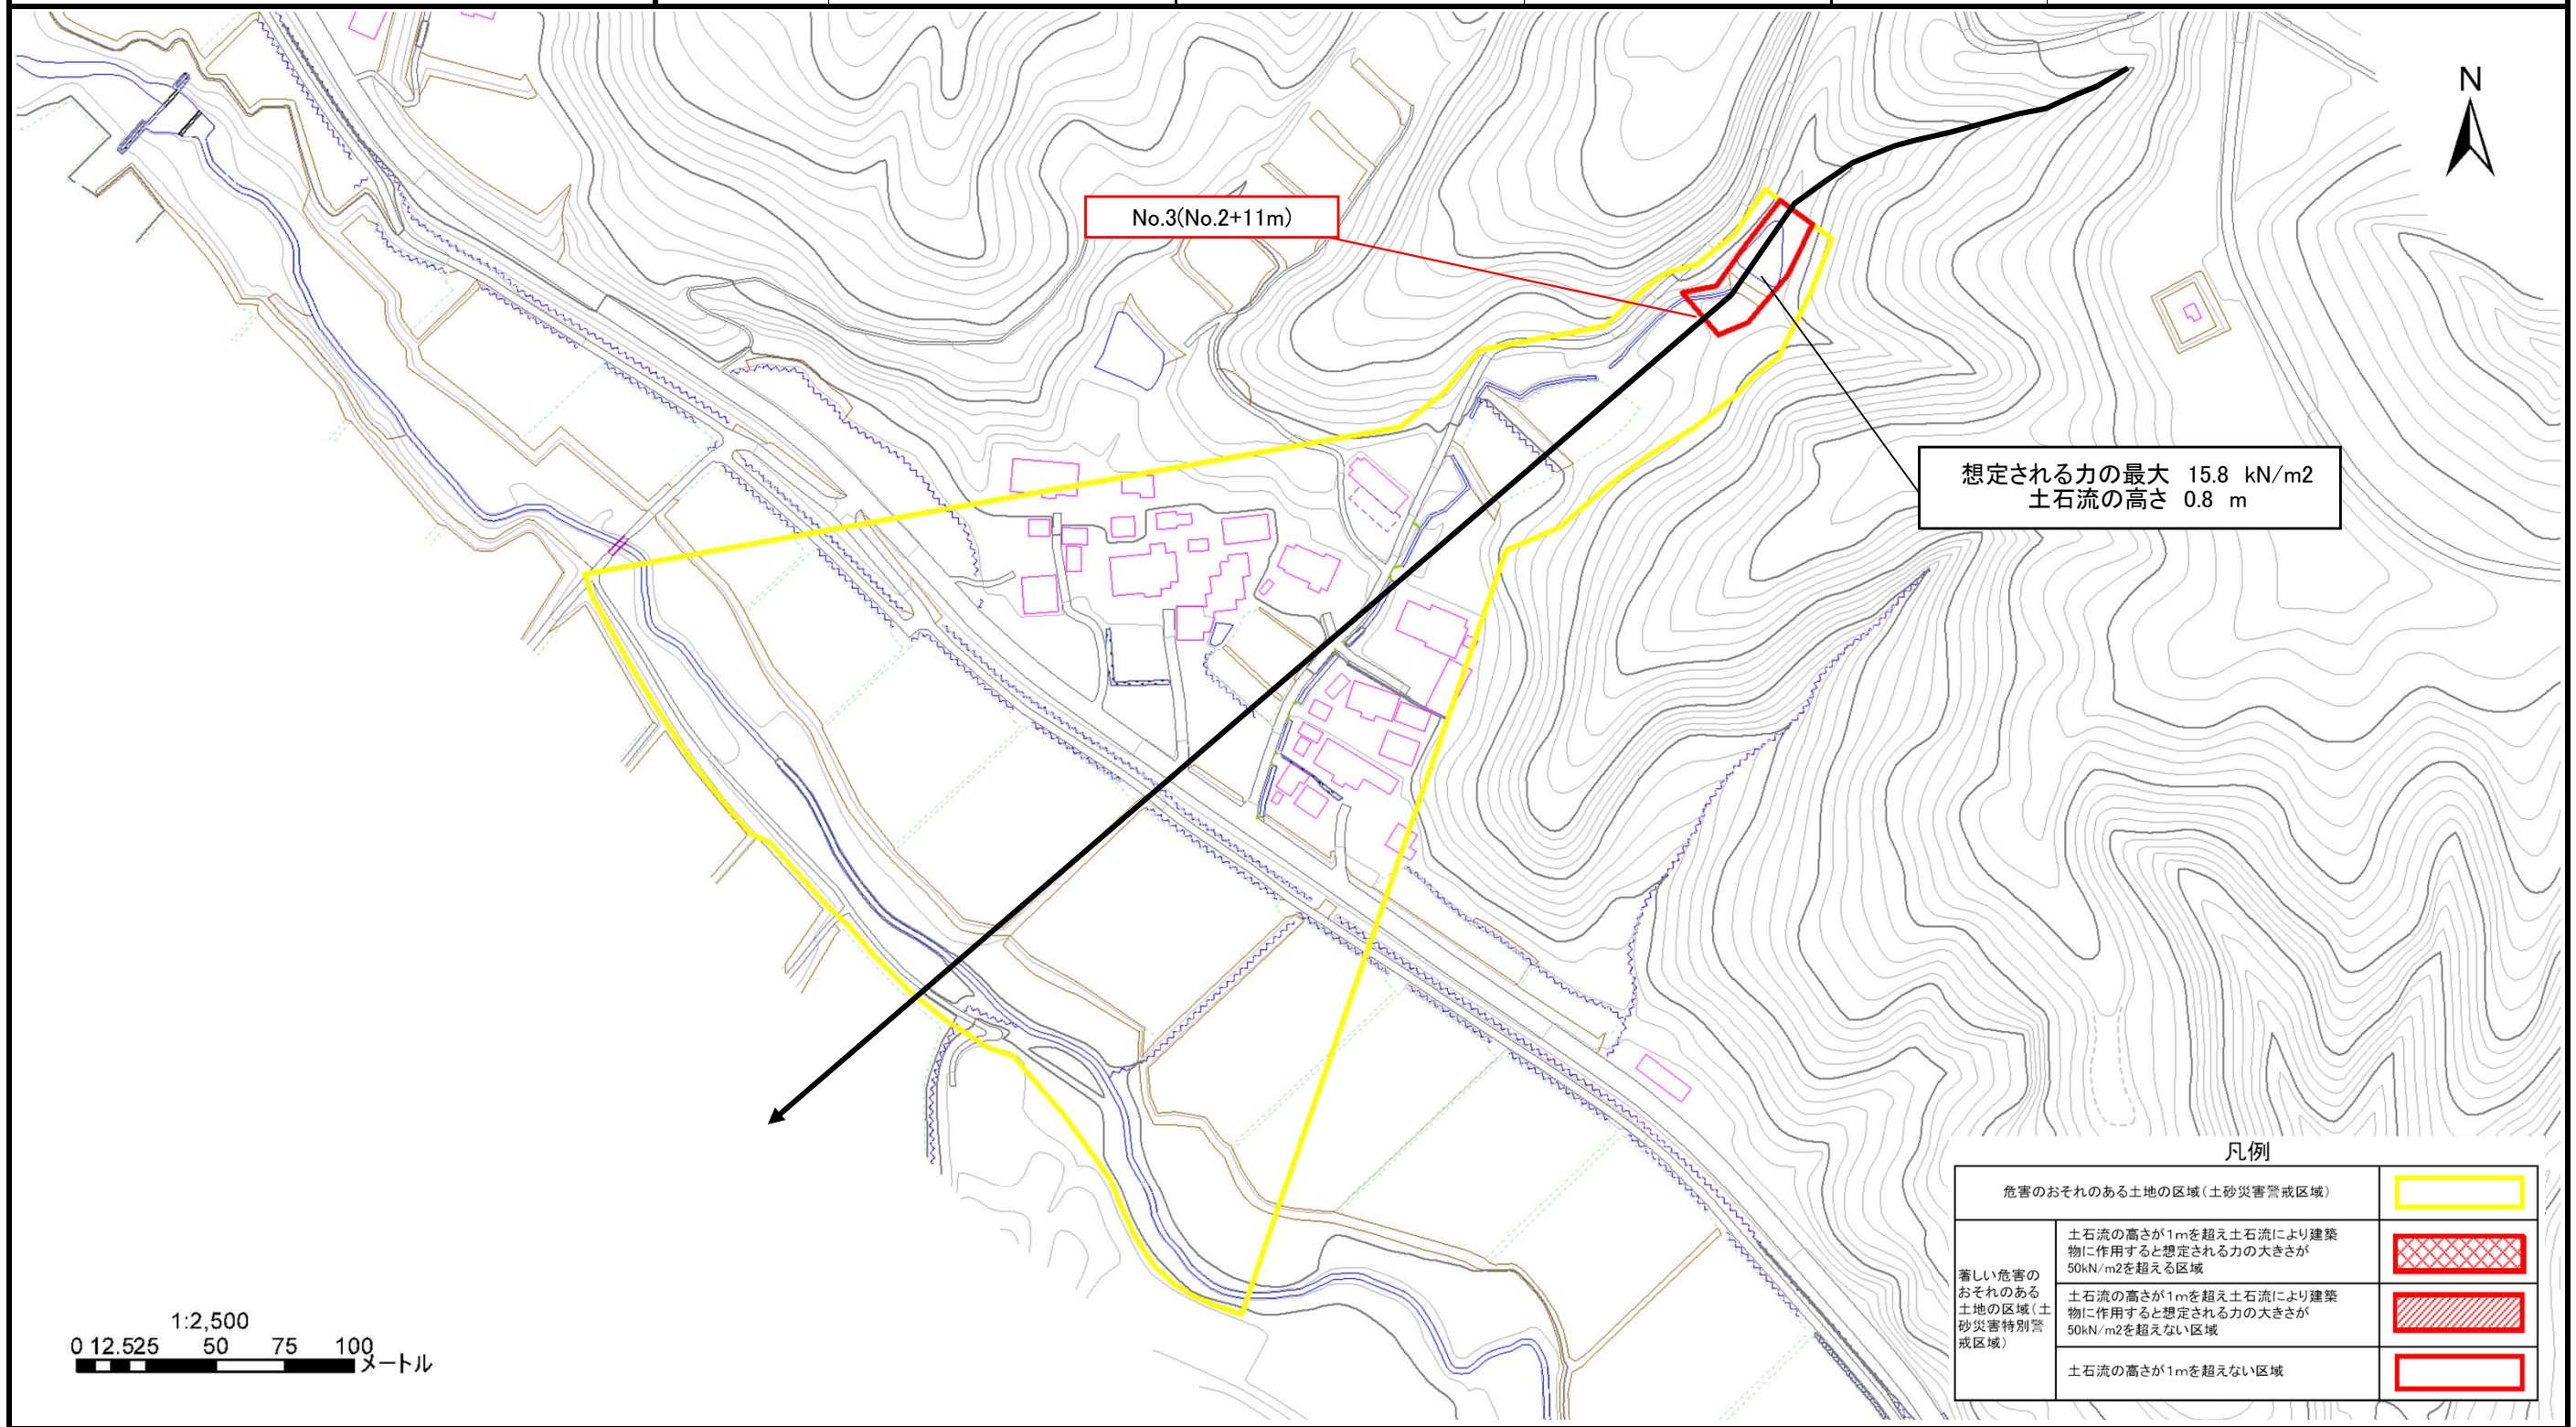 N
No.3(No.2+11m)
想定される力の最大 15.8 kN/m2
土石流の高さ 0.8 m
凡例
危害のおそれのある土地の区域(土砂災害警戒区域)
著しい危害の
おそれのある
土地の区域(土
砂災害特別警
戒区域)
土石流の高さが1mを超え土石流により建築
物に作用すると想定される力の大きさが
50kN/m2を超える区域
土石流の高さが1mを超え土石流により建築
物に作用すると想定される力の大きさが
50kN/m2を超えない区域
土石流の高さが1mを超えない区域
1:2,500
0 12.525 50 75 100
メートル